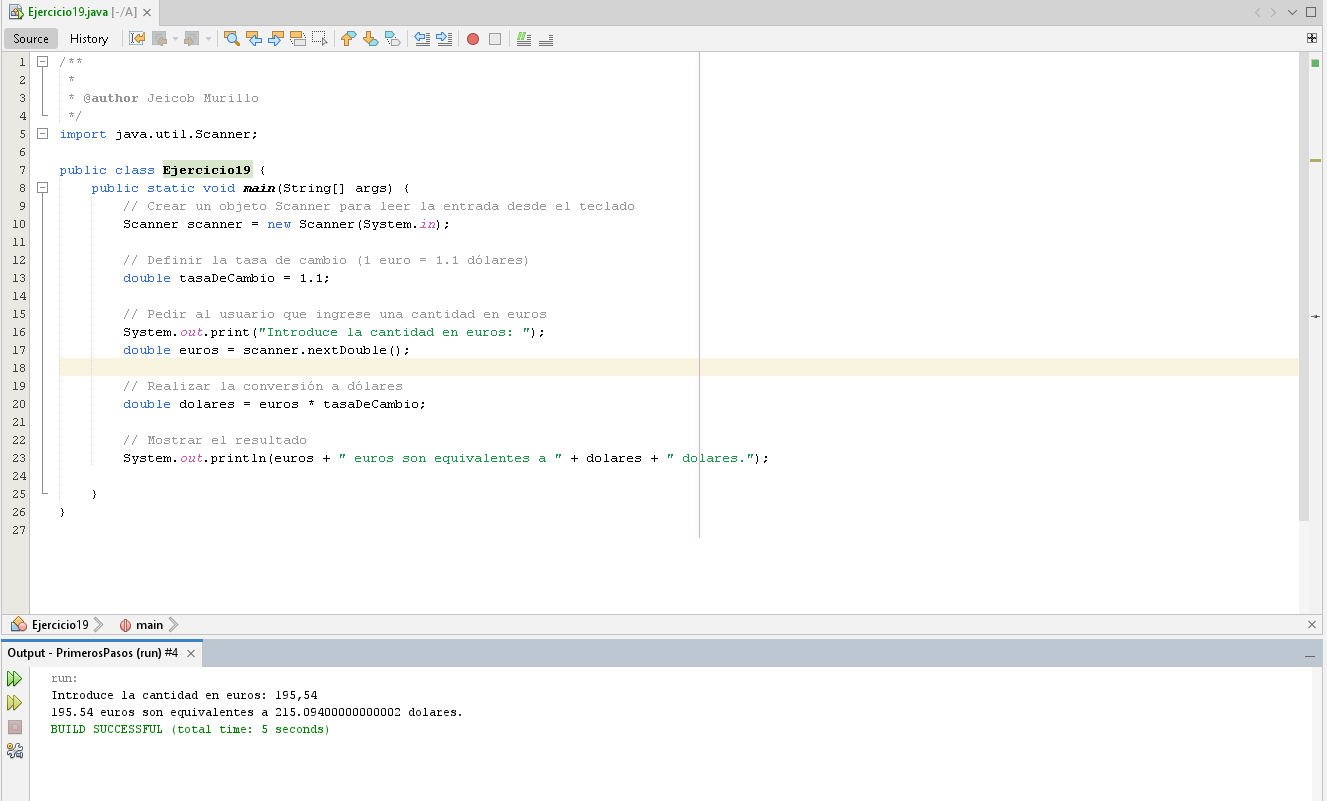 Ejercicio19.java [-/A]
Source History
1 /**
2 *
3 * @author Jeicob Murillo
4 */
5 import java.util.Scanner;
6
7 public class Ejercicio19 {
8 public static void main(String[] args) {
9 // Crear un objeto Scanner para leer la entrada desde el teclado
10 Scanner scanner = new Scanner(System.in);
11
12 // Definir la tasa de cambio (1 euro = 1.1 dólares)
13 double tasaDeCambio = 1.1;
14
15 // Pedir al usuario que ingrese una cantidad en euros
16 System.out.print("Introduce la cantidad en euros: ");
17 double euros = scanner.nextDouble();
18
19 // Realizar la conversión a dólares
20 double dolares = euros * tasaDeCambio;
21
22 // Mostrar el resultado
23 System.out.println(euros + " euros son equivalentes a " + dolares + " dolares.");
24
25 }
26 }
27
Ejercicio19 main
Output - PrimerosPasos (run) #4
run:
Introduce la cantidad en euros: 195,54
195.54 euros son equivalentes a 215.09400000000002 dolares.
BUILD SUCCESSFUL (total time: 5 seconds)